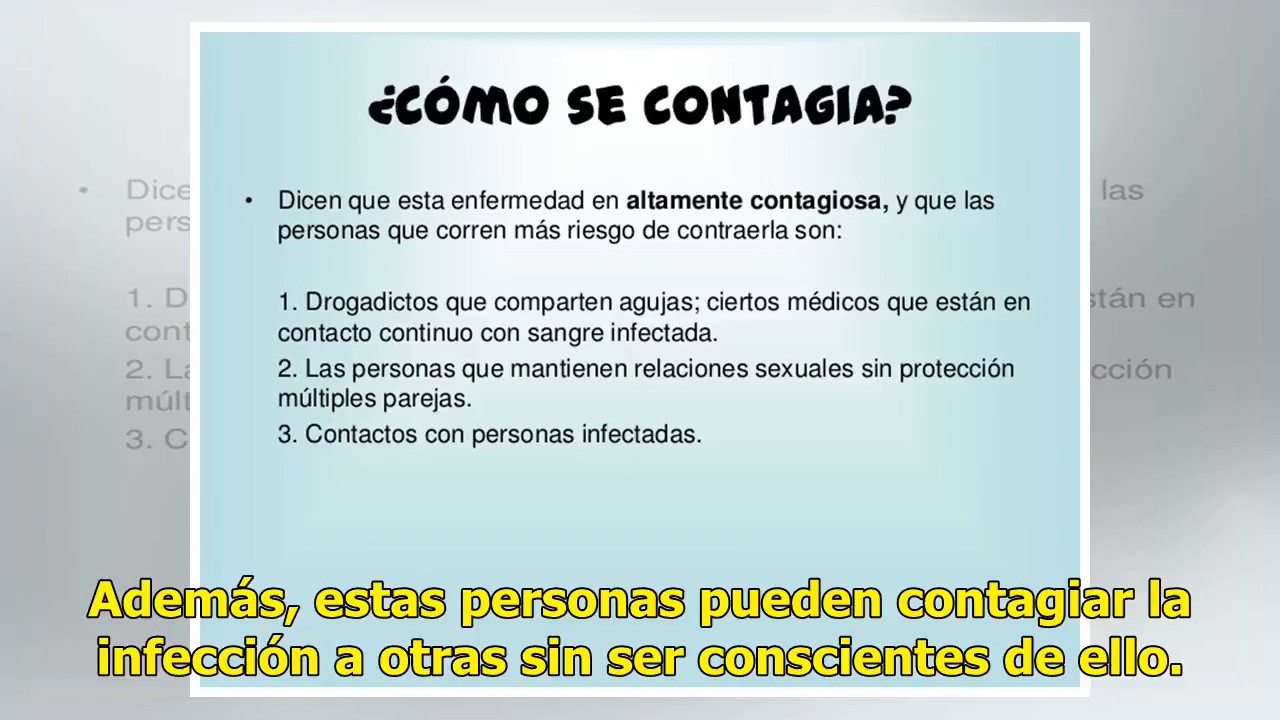 ¿CÓMO SE CONTAGIA?
• Dicen que esta enfermedad en altamente contagiosa, y que las
personas que corren más riesgo de contraerla son:
1. Drogadictos que comparten agujas; ciertos médicos que están en
contacto continuo con sangre infectada.
2. Las personas que mantienen relaciones sexuales sin protección
múltiples parejas.
3. Contactos con personas infectadas.
Además, estas personas pueden contagiar la
infección a otras sin ser conscientes de ello.